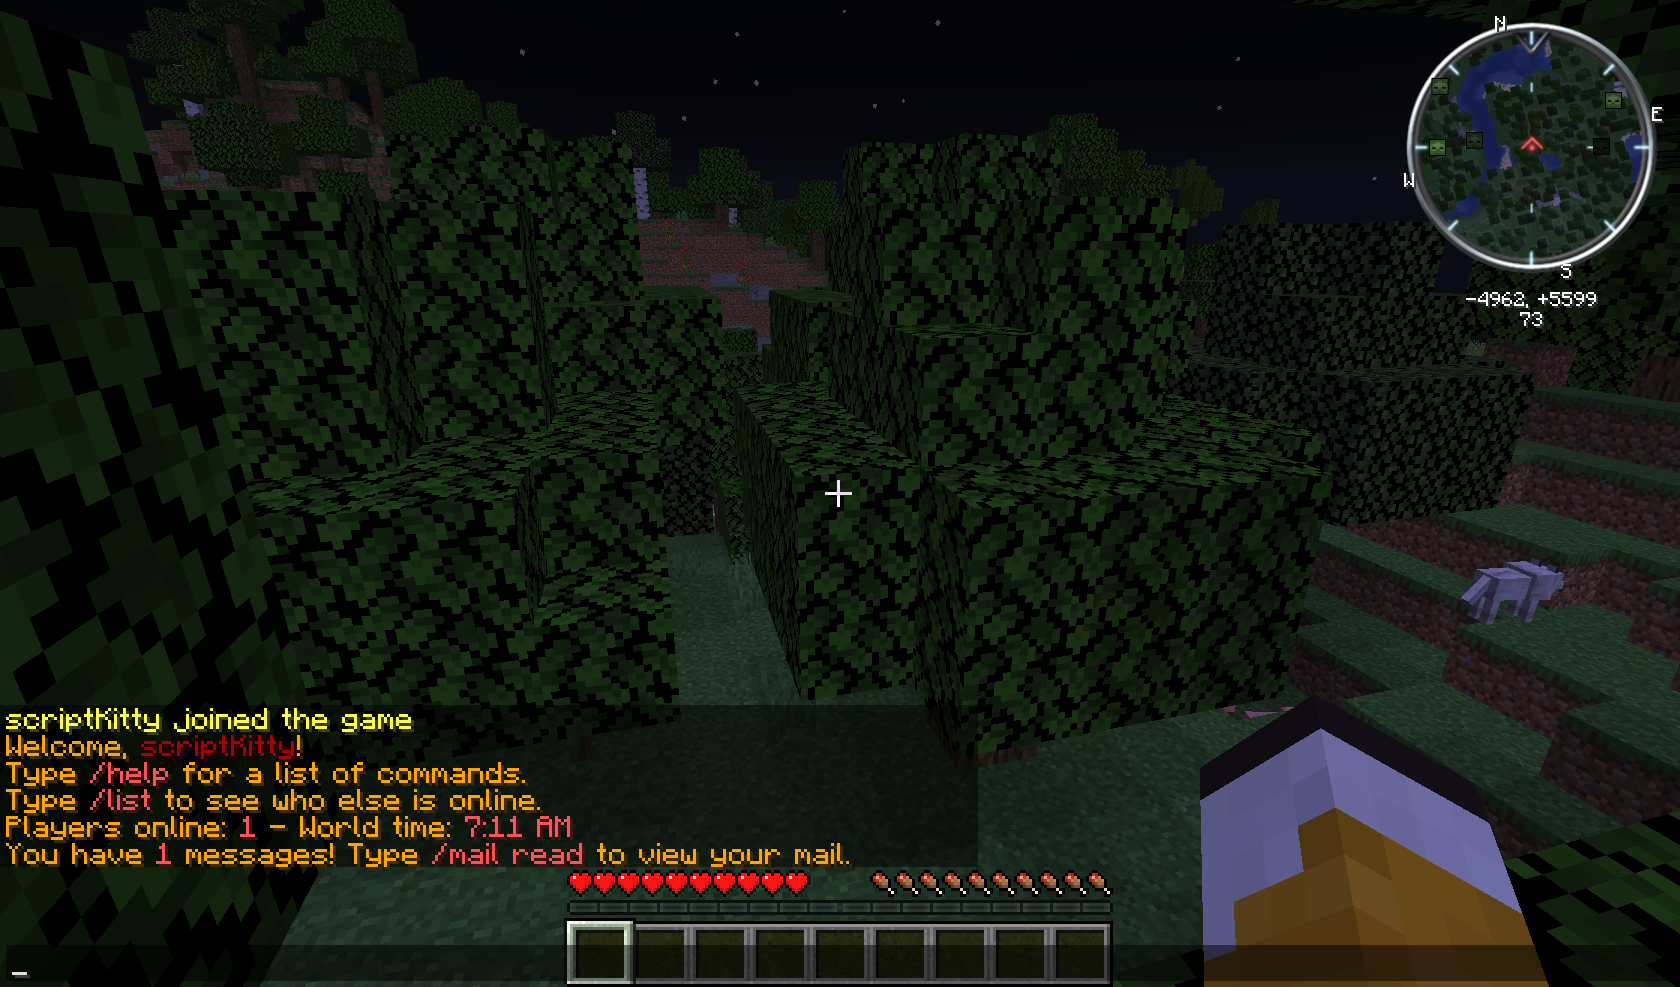 N
E
W
S
-4962, +5599
73
scriptKitty joined the game
Welcome, scriptKitty!
Type /help for a list of commands.
Type /list to see who else is online.
Players online: 1 - World time: 7:11 AM
You have 1 messages! Type /mail read to view your mail.
_